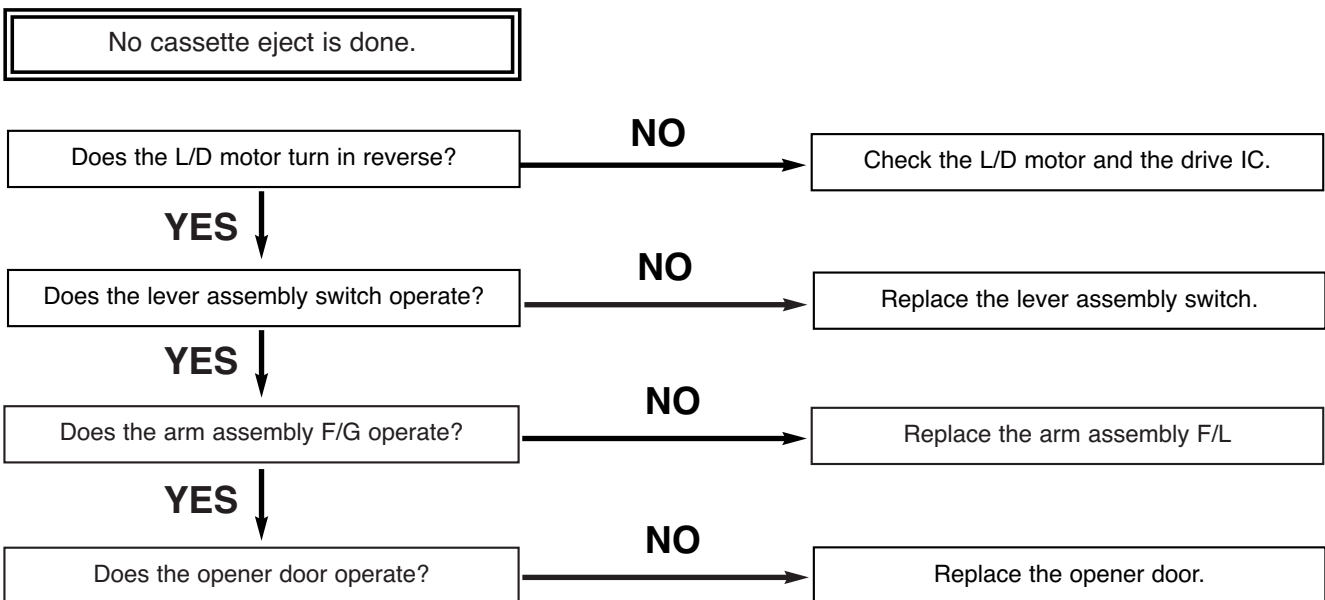 No cassette eject is done.
Does the L/D motor turn in reverse?
NO
Check the L/D motor and the drive IC.
YES
Does the lever assembly switch operate?
NO
Replace the lever assembly switch.
YES
Does the arm assembly F/G operate?
NO
Replace the arm assembly F/L
YES
Does the opener door operate?
NO
Replace the opener door.